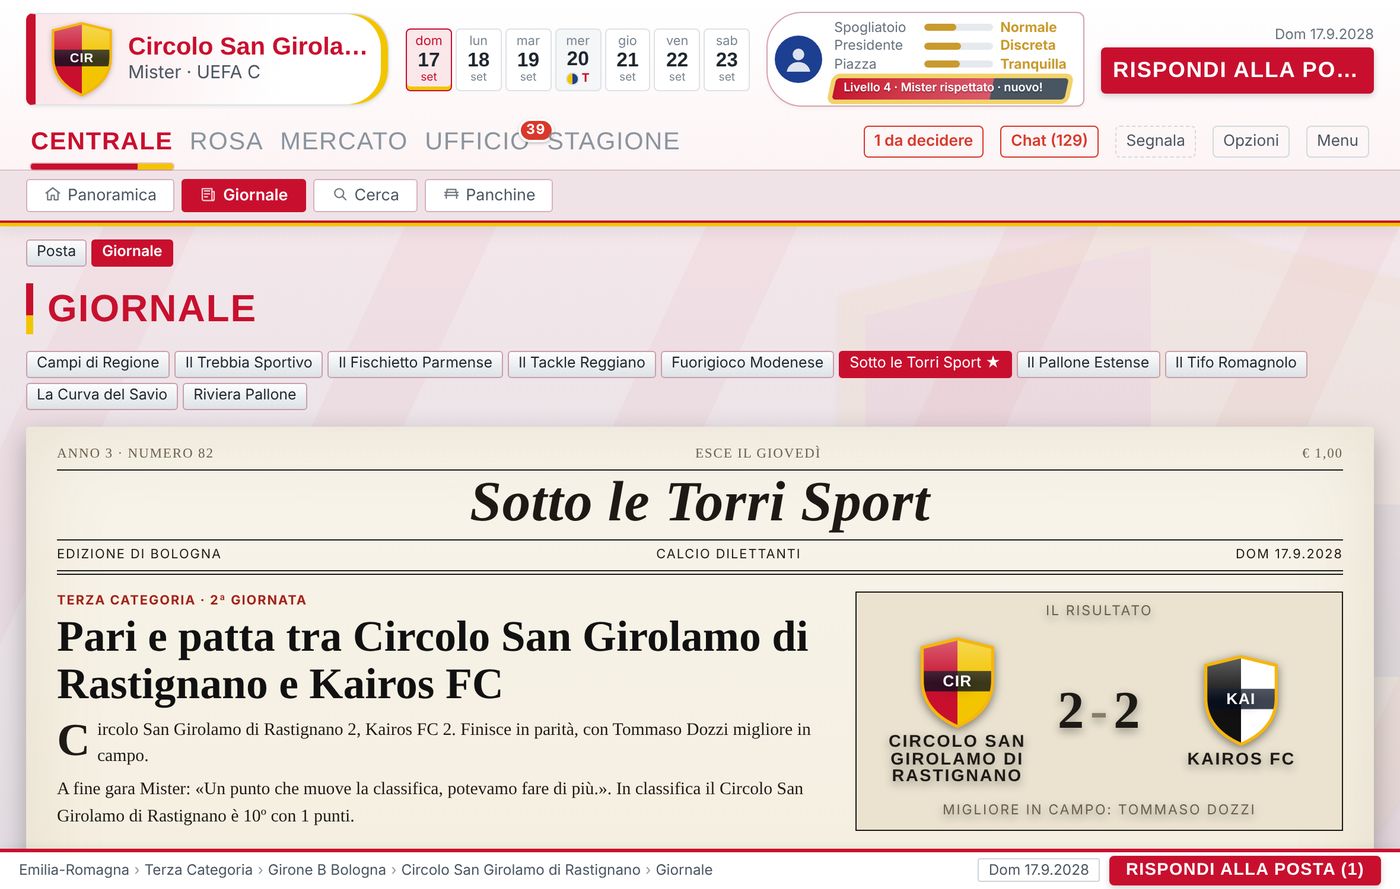 CIR
Circolo San Girola…
Mister · UEFA C
dom 17 set
lun 18 set
mar 19 set
mer 20 T
gio 21 set
ven 22 set
sab 23 set
Spogliatoio Normale
Presidente Discreta
Piazza Tranquilla
Livello 4 · Mister rispettato · nuovo!
Dom 17.9.2028
RISPONDI ALLA PO…
CENTRALE ROSA MERCATO UFFICIO 39 STAGIONE
1 da decidere Chat (129) Segnala Opzioni Menu
Panoramica Giornale Cerca Panchine
Posta Giornale
GIORNALE
Campi di Regione Il Trebbia Sportivo Il Fischietto Parmense Il Tackle Reggiano Fuorigioco Modenese Sotto le Torri Sport ★ Il Pallone Estense Il Tifo Romagnolo
La Curva del Savio Riviera Pallone
ANNO 3 · NUMERO 82 ESCE IL GIOVEDÌ € 1,00
Sotto le Torri Sport
EDIZIONE DI BOLOGNA CALCIO DILETTANTI DOM 17.9.2028
TERZA CATEGORIA · 2ª GIORNATA
Pari e patta tra Circolo San Girolamo di
Rastignano e Kairos FC
Circolo San Girolamo di Rastignano 2, Kairos FC 2. Finisce in parità, con Tommaso Dozzi migliore in
campo.
A fine gara Mister: «Un punto che muove la classifica, potevamo fare di più.». In classifica il Circolo San
Girolamo di Rastignano è 10º con 1 punti.
IL RISULTATO
CIR
2-2
KAI
CIRCOLO SAN
GIROLAMO DI
RASTIGNANO
KAIROS FC
MIGLIORE IN CAMPO: TOMMASO DOZZI
Emilia-Romagna › Terza Categoria › Girone B Bologna › Circolo San Girolamo di Rastignano › Giornale
Dom 17.9.2028 RISPONDI ALLA POSTA (1)